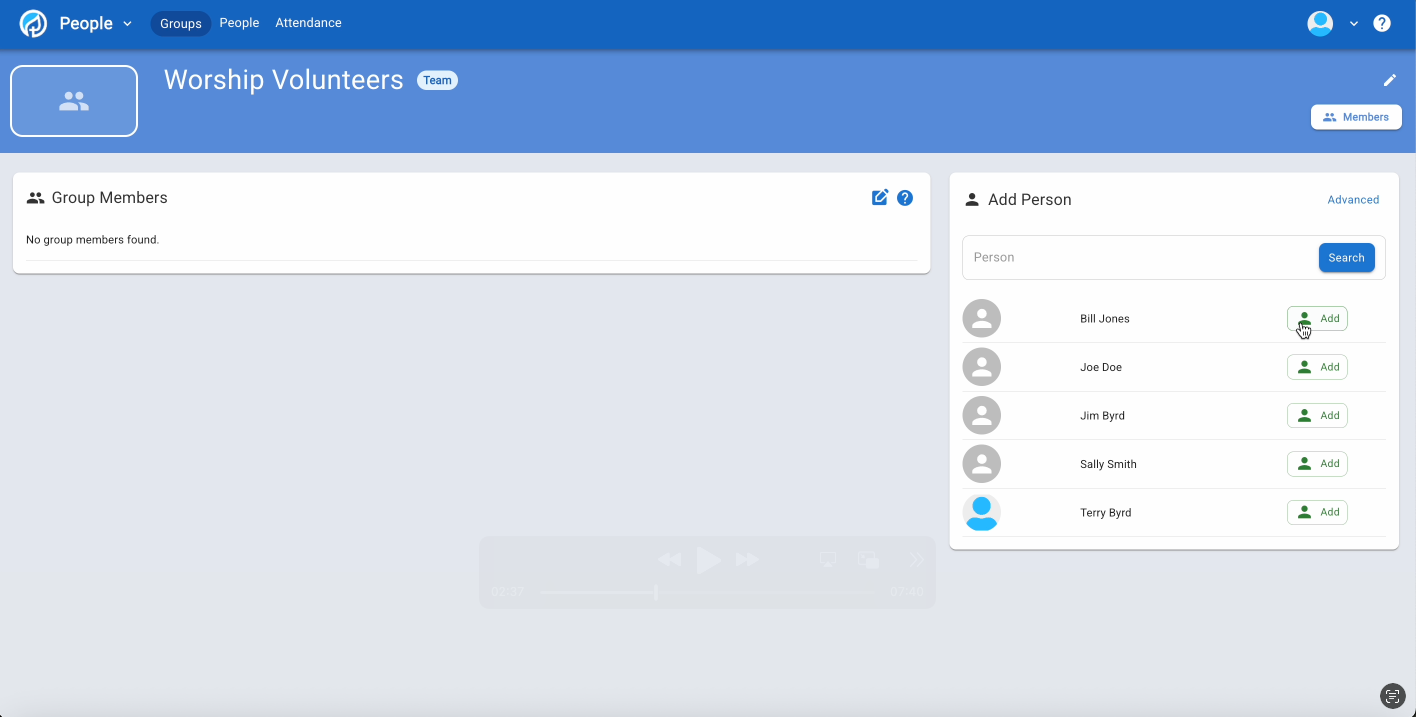 People
Groups
People
Attendance
Worship Volunteers
Team
Members
Group Members
No group members found.
Add Person
Advanced
Person
Search
Bill Jones
Add
Joe Doe
Add
Jim Byrd
Add
Sally Smith
Add
Terry Byrd
Add
02:37
07:40